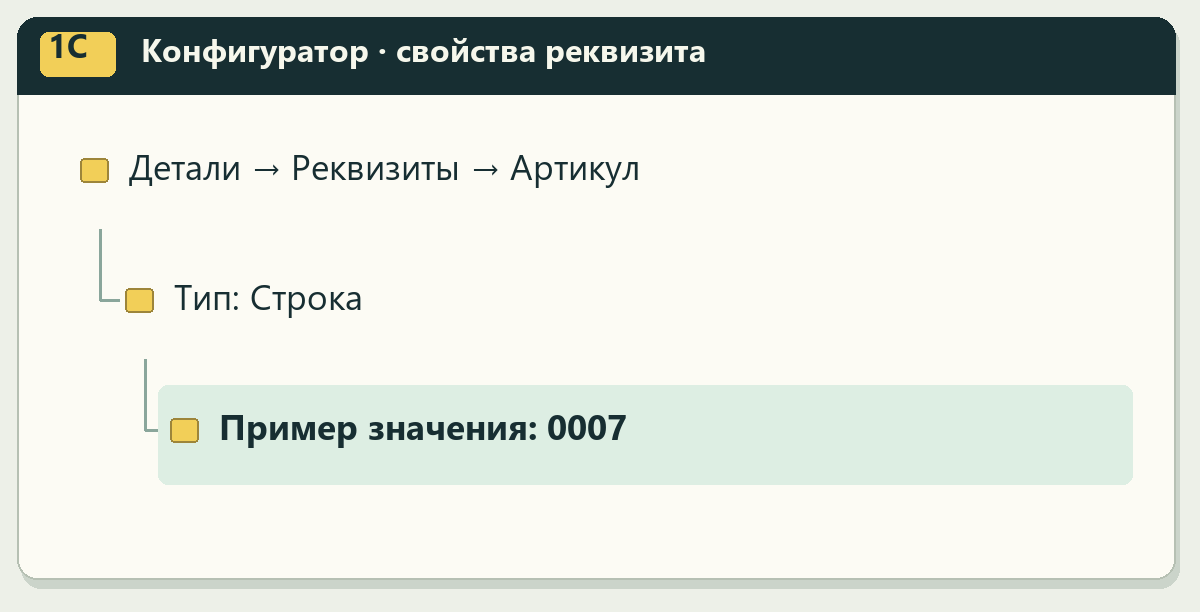 1С
Конфигуратор · свойства реквизита
Детали → Реквизиты → Артикул
Тип: Строка
Пример значения: 0007